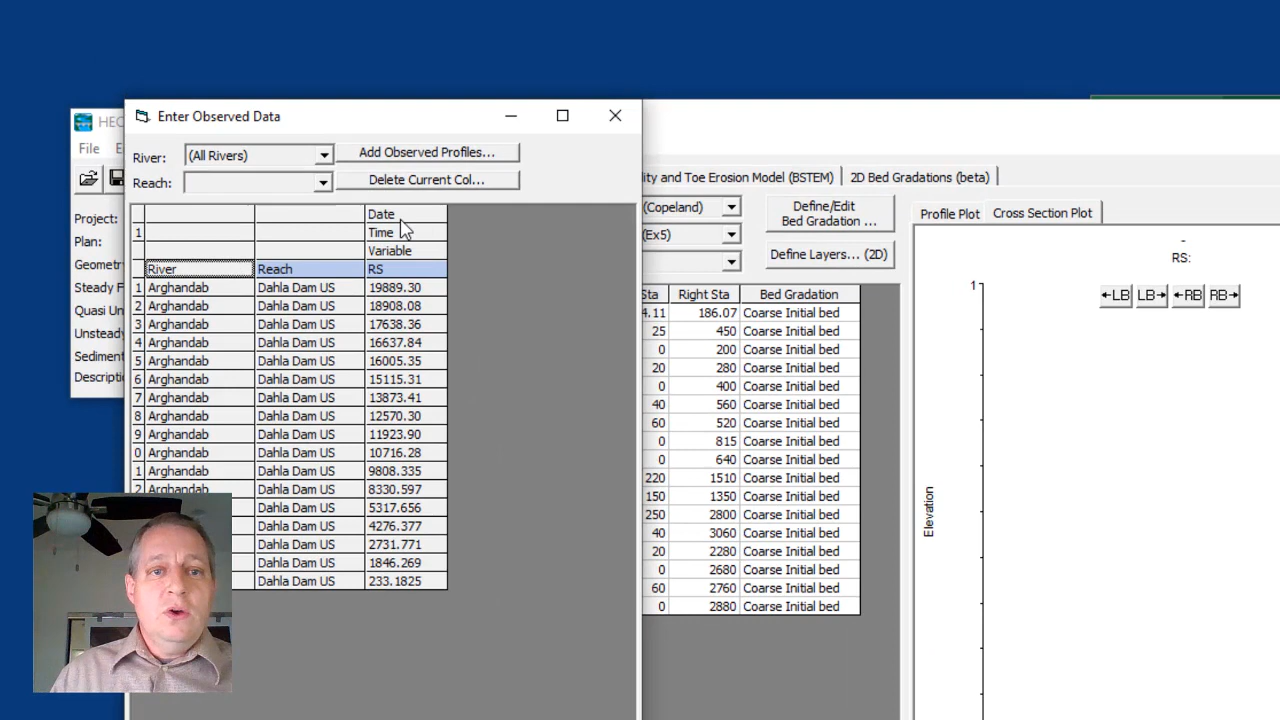 Enter Observed Data
HEC
File
River:
(All Rivers)
Add Observed Profiles...
Reach:
Delete Current Col...
Project:
Plan:
Geometr
Steady F
Quasi Un
Unsteady
Sediment
Descripti
Date
1
Time
Variable
River Reach RS
1 Arghandab Dahla Dam US 19889.30
2 Arghandab Dahla Dam US 18908.08
3 Arghandab Dahla Dam US 17638.36
4 Arghandab Dahla Dam US 16637.84
5 Arghandab Dahla Dam US 16005.35
6 Arghandab Dahla Dam US 15115.31
7 Arghandab Dahla Dam US 13873.41
8 Arghandab Dahla Dam US 12570.30
9 Arghandab Dahla Dam US 11923.90
0 Arghandab Dahla Dam US 10716.28
1 Arghandab Dahla Dam US 9808.335
2 Arghandab Dahla Dam US 8330.597
Dahla Dam US 5317.656
Dahla Dam US 4276.377
Dahla Dam US 2731.771
Dahla Dam US 1846.269
Dahla Dam US 233.1825
ity and Toe Erosion Model (BSTEM)
2D Bed Gradations (beta)
(Copeland)
(Ex5)
Define/Edit
Bed Gradation ...
Define Layers... (2D)
Sta Right Sta Bed Gradation
4.11 186.07 Coarse Initial bed
25 450 Coarse Initial bed
0 200 Coarse Initial bed
20 280 Coarse Initial bed
0 400 Coarse Initial bed
40 560 Coarse Initial bed
60 520 Coarse Initial bed
0 815 Coarse Initial bed
0 640 Coarse Initial bed
220 1510 Coarse Initial bed
150 1350 Coarse Initial bed
250 2800 Coarse Initial bed
40 3060 Coarse Initial bed
20 2280 Coarse Initial bed
0 2680 Coarse Initial bed
60 2760 Coarse Initial bed
0 2880 Coarse Initial bed
Profile Plot
Cross Section Plot
RS:
1
←LB LB→ ←RB RB→
Elevation